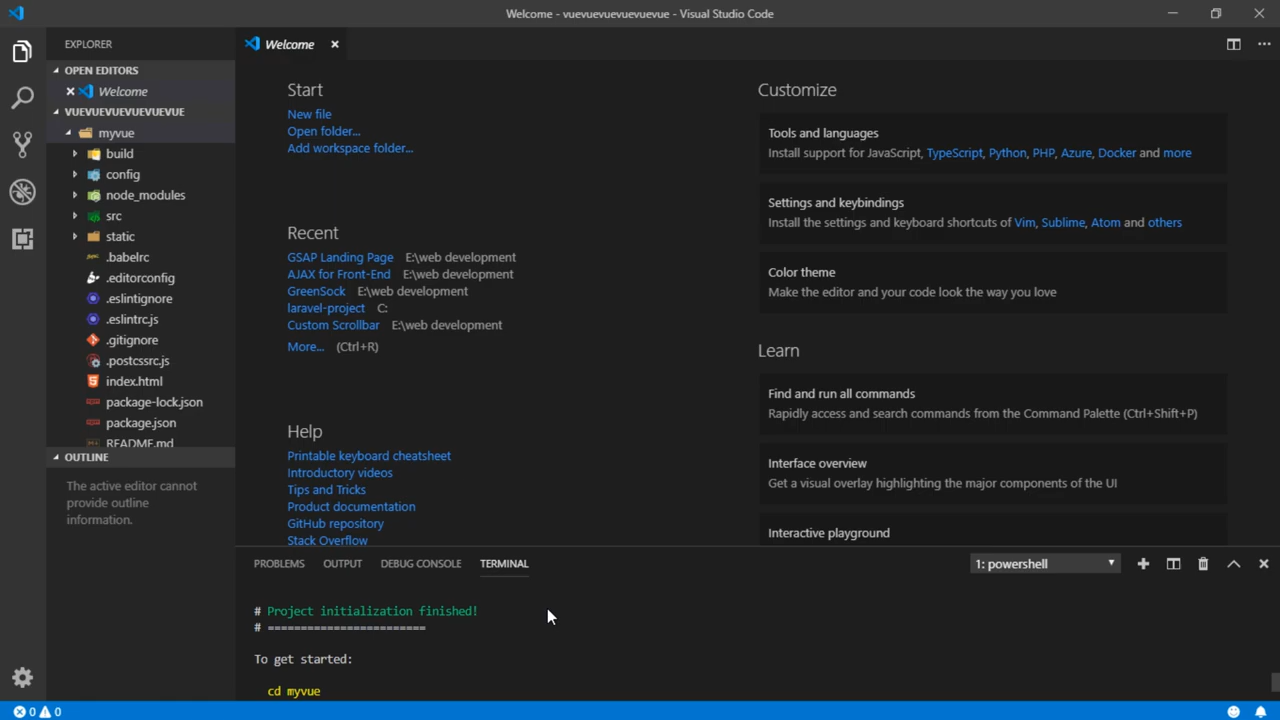 Welcome - vuevuevuevuevuevue - Visual Studio Code
EXPLORER
OPEN EDITORS
Welcome
VUEVUEVUEVUEVUEVUE
myvue
build
config
node_modules
src
static
.babelrc
.editorconfig
.eslintignore
.eslintrc.js
.gitignore
.postcssrc.js
index.html
package-lock.json
package.json
README.md
OUTLINE
The active editor cannot
provide outline
information.
Welcome
Start
New file
Open folder...
Add workspace folder...
Recent
GSAP Landing Page E:\web development
AJAX for Front-End E:\web development
GreenSock E:\web development
laravel-project C:
Custom Scrollbar E:\web development
More... (Ctrl+R)
Help
Printable keyboard cheatsheet
Introductory videos
Tips and Tricks
Product documentation
GitHub repository
Stack Overflow
Customize
Tools and languages
Install support for JavaScript, TypeScript, Python, PHP, Azure, Docker and more
Settings and keybindings
Install the settings and keyboard shortcuts of Vim, Sublime, Atom and others
Color theme
Make the editor and your code look the way you love
Learn
Find and run all commands
Rapidly access and search commands from the Command Palette (Ctrl+Shift+P)
Interface overview
Get a visual overlay highlighting the major components of the UI
Interactive playground
PROBLEMS OUTPUT DEBUG CONSOLE TERMINAL
1: powershell
# Project initialization finished!
# ========================
To get started:
cd myvue
0 0